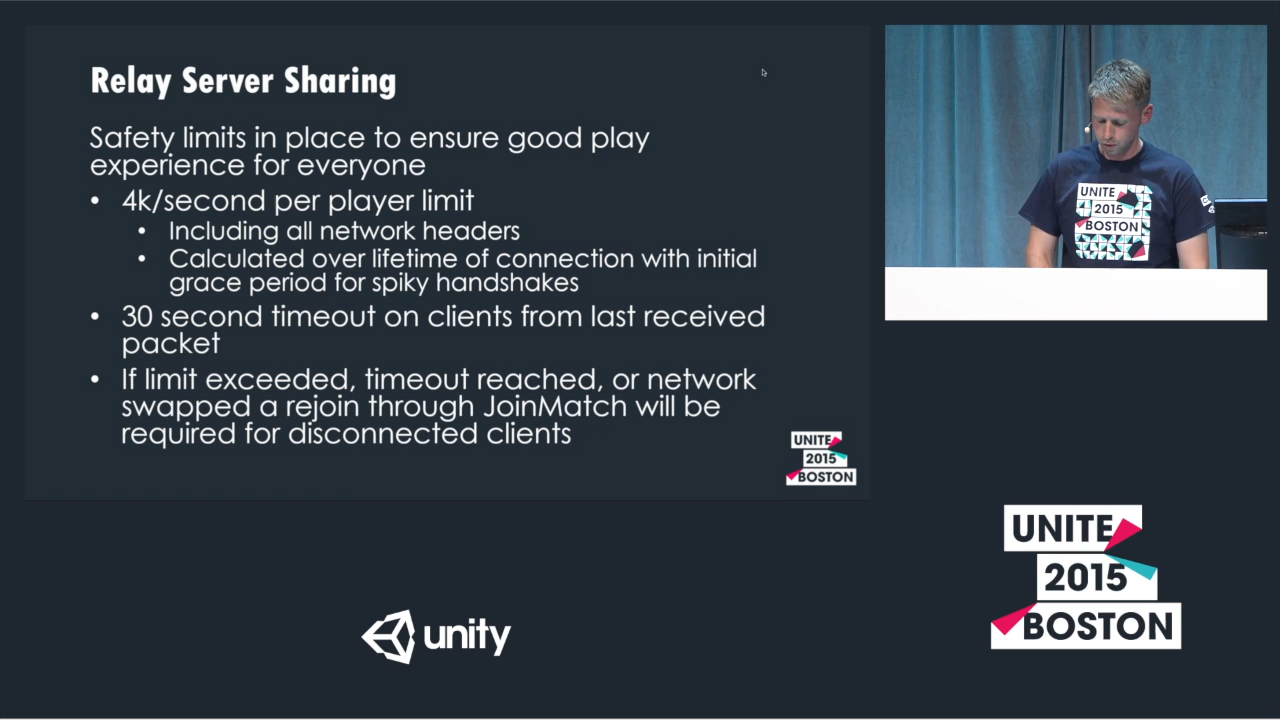 Relay Server Sharing
Safety limits in place to ensure good play
experience for everyone
• 4k/second per player limit
• Including all network headers
• Calculated over lifetime of connection with initial
grace period for spiky handshakes
• 30 second timeout on clients from last received
packet
• If limit exceeded, timeout reached, or network
swapped a rejoin through JoinMatch will be
required for disconnected clients
UNITE
2015
BOSTON
UNITE
2015
BOSTON
UNITE
2015
BOSTON
unity